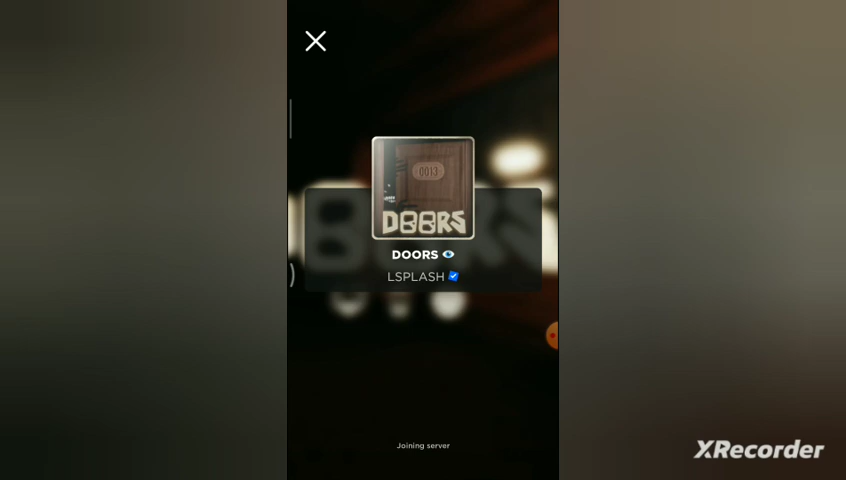 0013
DOORS
DOORS 👁
LSPLASH
Joining server
XRecorder